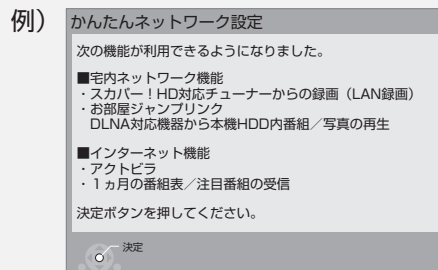 例）
かんたんネットワーク設定
次の機能が利用できるようになりました。
■宅内ネットワーク機能
・スカパー！HD対応チューナーからの録画（LAN録画）
・お部屋ジャンプリンク
DLNA対応機器から本機HDD内番組／写真の再生
■インターネット機能
・アクトビラ
・１ヵ月の番組表／注目番組の受信
決定ボタンを押してください。
決定